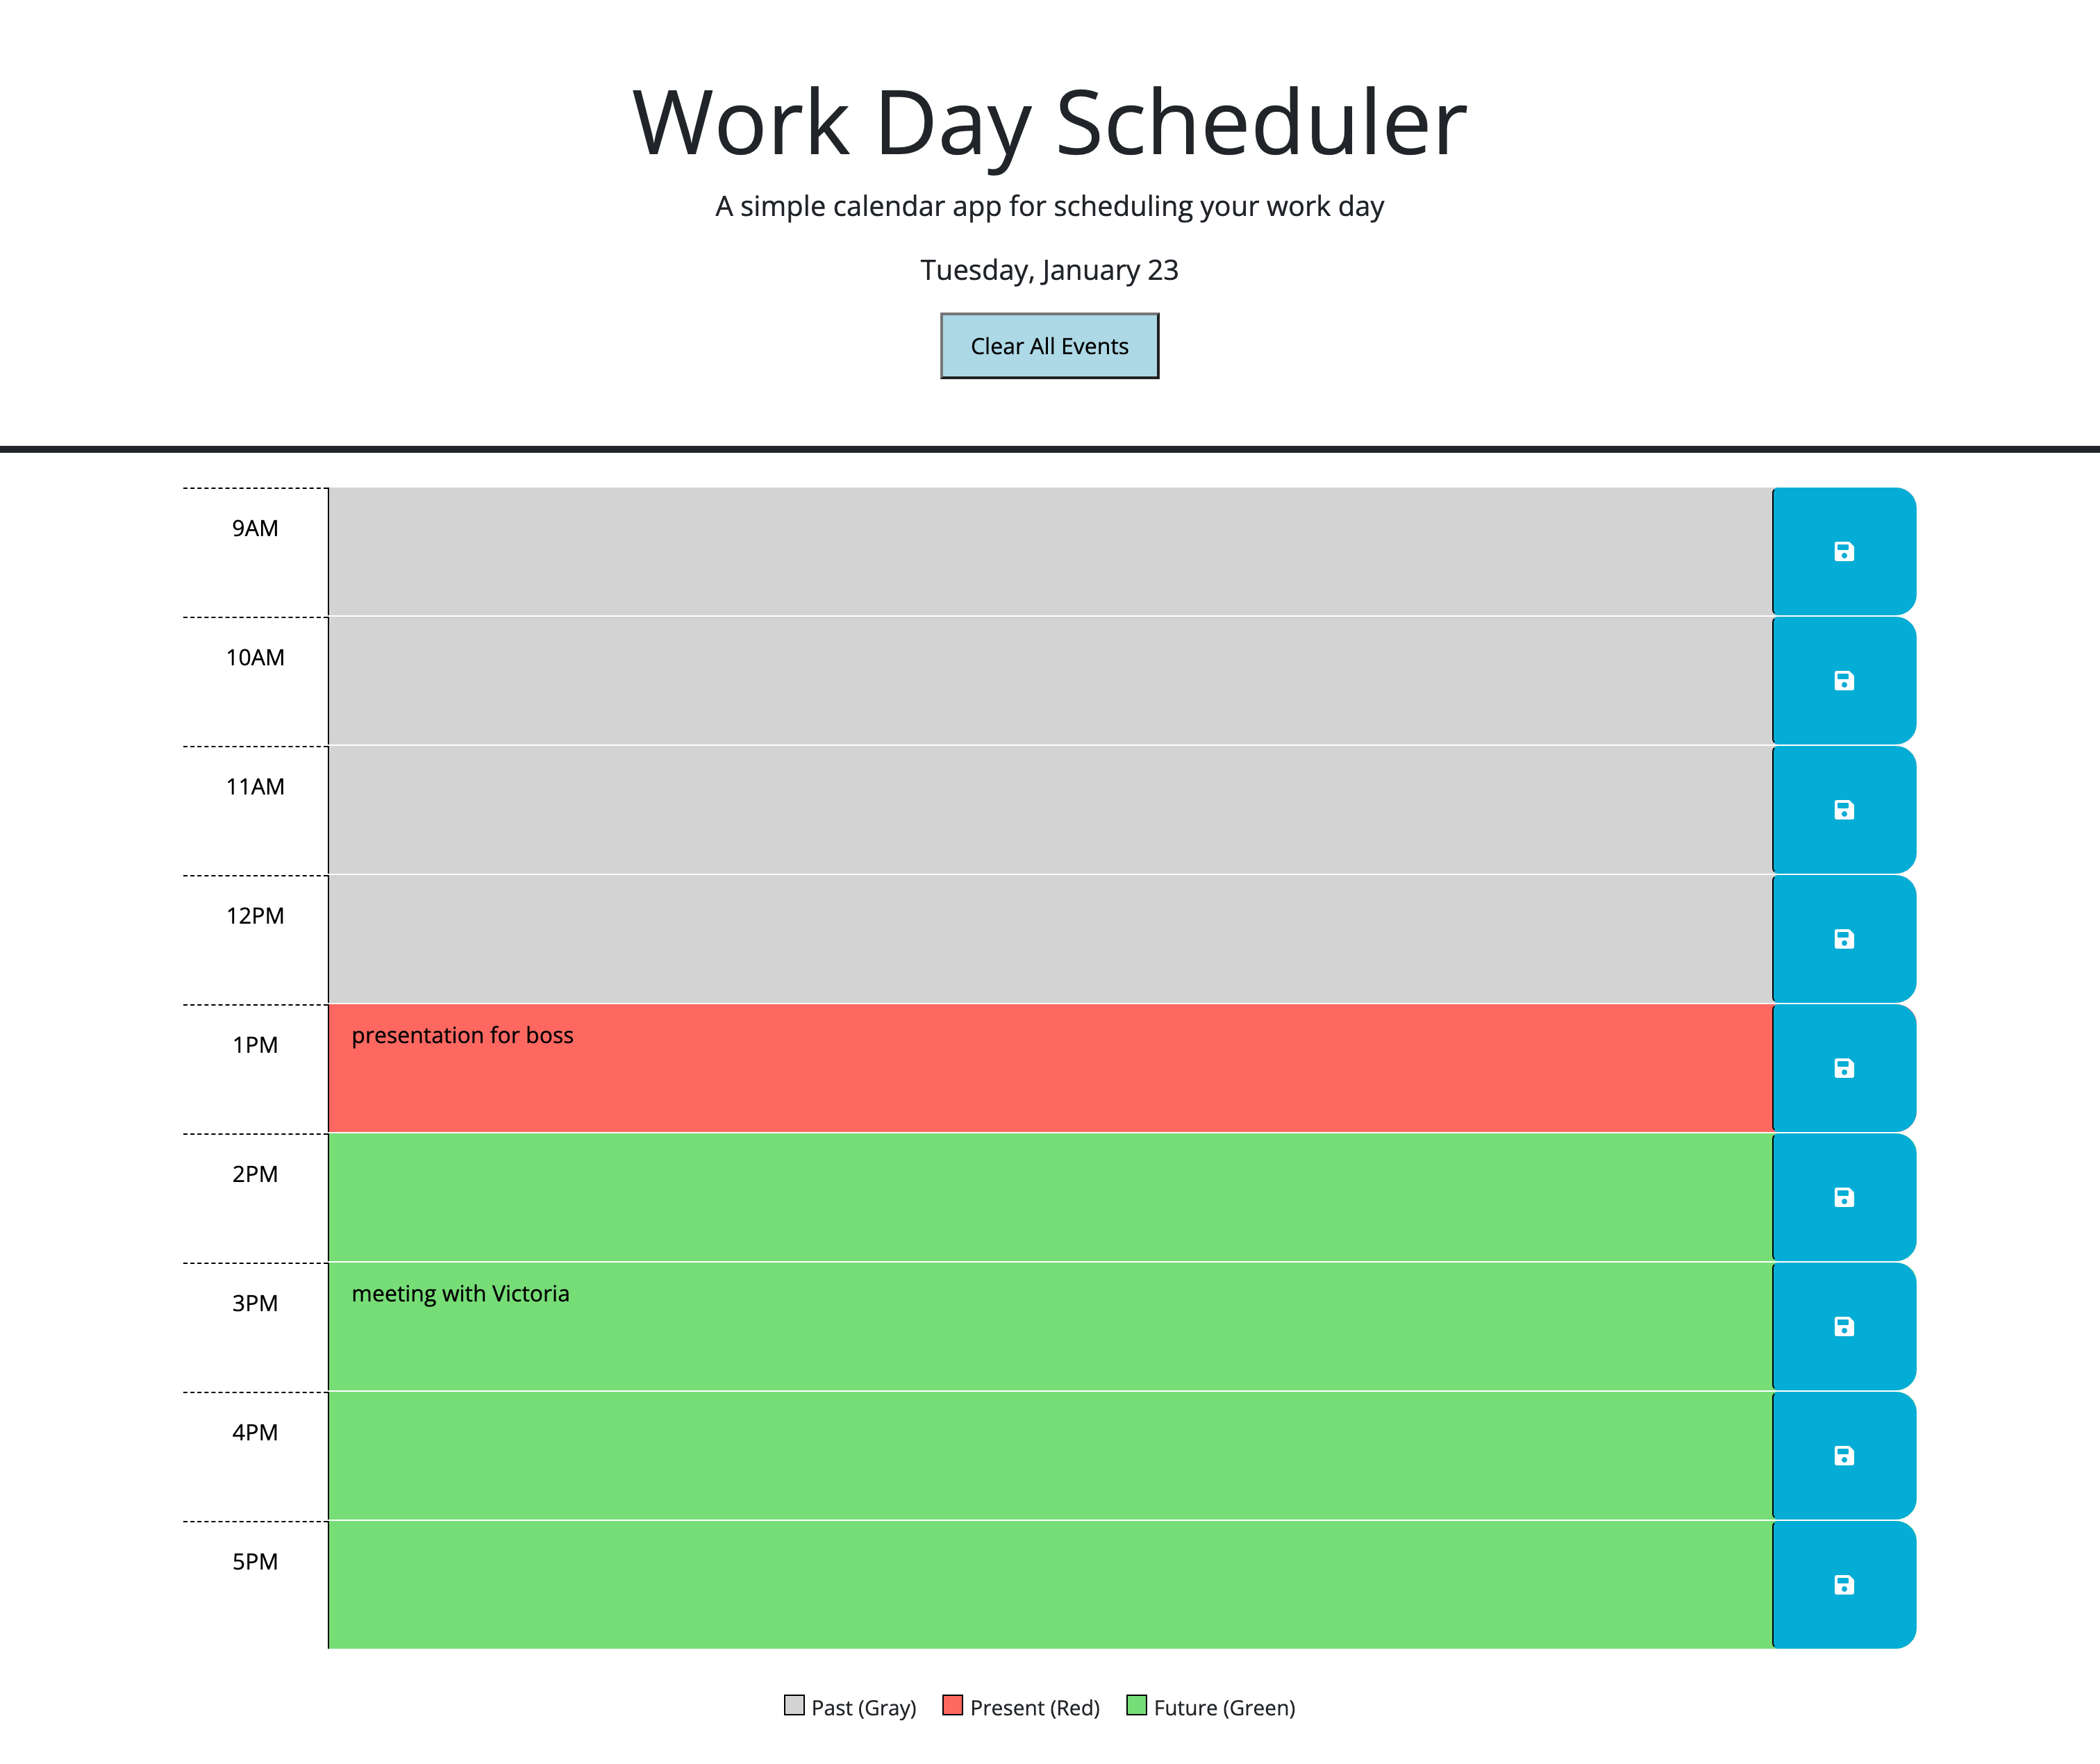 Work Day Scheduler
A simple calendar app for scheduling your work day
Tuesday, January 23
Clear All Events
9AM
10AM
11AM
12PM
1PM
presentation for boss
2PM
3PM
meeting with Victoria
4PM
5PM
Past (Gray) Present (Red) Future (Green)